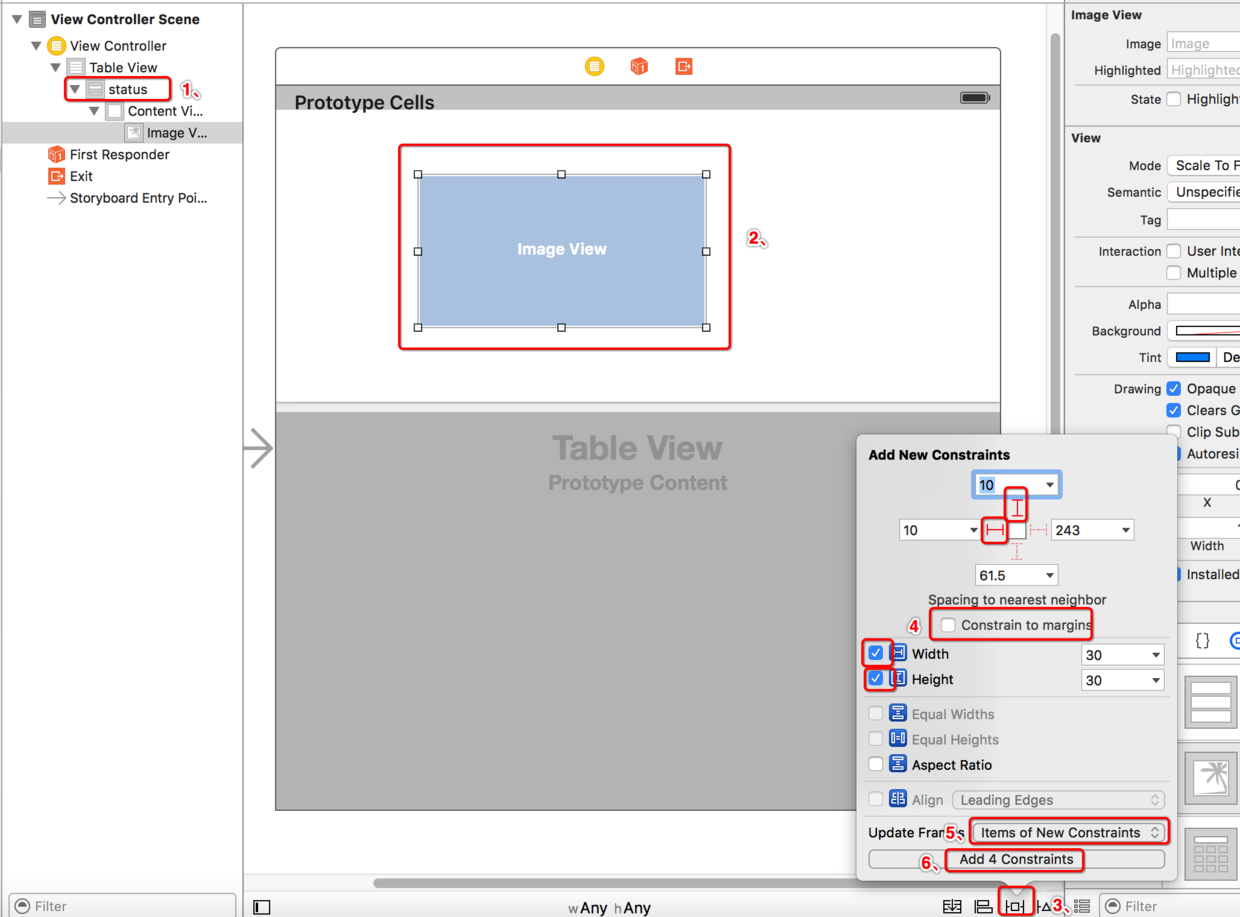 View Controller Scene
View Controller
Table View
status
1、
Content Vi...
Image V...
First Responder
Exit
Storyboard Entry Poi...
Filter
Prototype Cells
Image View
2、
Table View
Prototype Content
Add New Constraints
10
10
243
61.5
Spacing to nearest neighbor
4
Constrain to margins
Width
30
Height
30
Equal Widths
Equal Heights
Aspect Ratio
Align
Leading Edges
Update Frames
5、
Items of New Constraints
6、
Add 4 Constraints
wAny hAny
3、
Image View
Image
Image
Highlighted
Highlighted
State
Highlight
View
Mode
Scale To F
Semantic
Unspecifie
Tag
Interaction
User Inte
Multiple
Alpha
Background
Tint
De
Drawing
Opaque
Clears G
Clip Sub
Autoresi
X
Width
Installed
{}
Filter